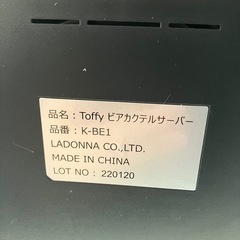 品名：Toffy ビアカクテルサーバー
品番：K-BE1
LADONNA CO.,LTD.
MADE IN CHINA
LOT NO：220120